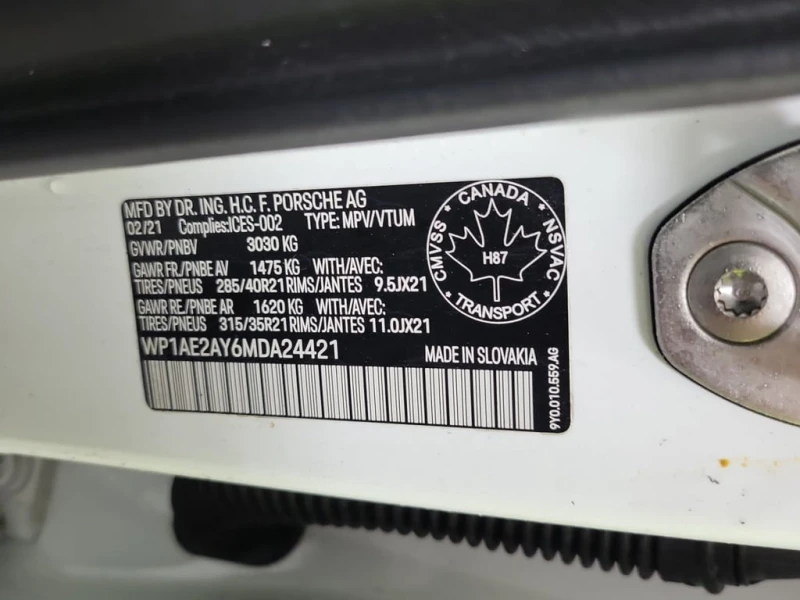 MFD BY DR. ING. H.C. F. PORSCHE AG
02/21 Complies:ICES-002 TYPE: MPV/VTUM
GVWR/PNBV 3030 KG
GAWR FR./PNBE AV 1475 KG WITH/AVEC:
TIRES/PNEUS 285/40R21 RIMS/JANTES 9.5JX21
GAWR RE./PNBE AR 1620 KG WITH/AVEC:
TIRES/PNEUS 315/35R21 RIMS/JANTES 11.0JX21
WP1AE2AY6MDA24421 MADE IN SLOVAKIA
CANADA
CMVSS
NSVAC
H87
TRANSPORT
9Y0.010.559.AG